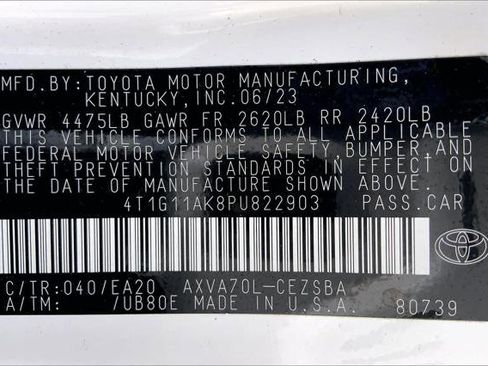 MFD.BY:TOYOTA MOTOR MANUFACTURING,
KENTUCKY,INC.06/23
GVWR 4475LB GAWR FR 2620LB RR 2420LB
THIS VEHICLE CONFORMS TO ALL APPLICABLE
FEDERAL MOTOR VEHICLE SAFETY,BUMPER,AND
THEFT PREVENTION STANDARDS IN EFFECT ON
THE DATE OF MANUFACTURE SHOWN ABOVE.
4T1G11AK8PU822903 PASS.CAR
C/TR:040/EA20 AXVA70L-CEZSBA
A/TM: /UB80E MADE IN U.S.A. 80739